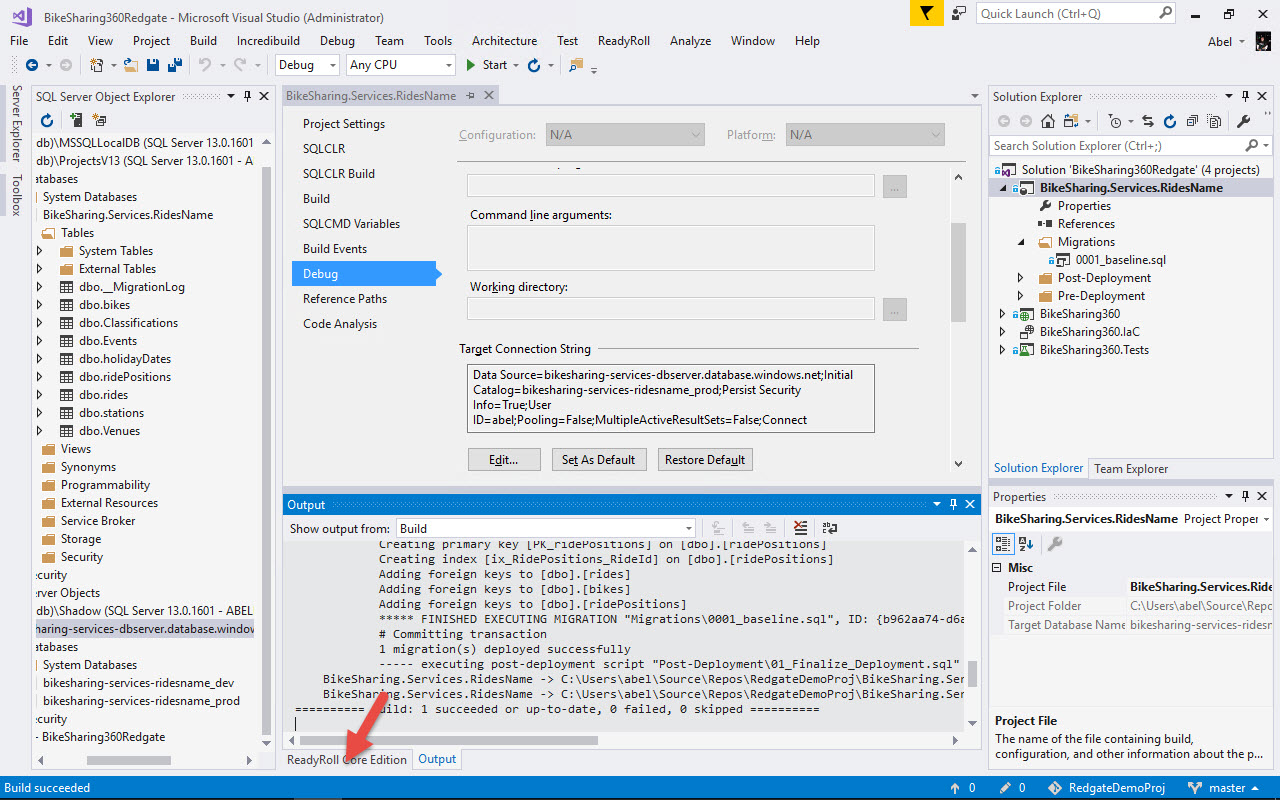 BikeSharing360Redgate - Microsoft Visual Studio (Administrator)
Quick Launch (Ctrl+Q)
File Edit View Project Build Incredibuild Debug Team Tools Architecture Test ReadyRoll Analyze Window Help
Abel
Debug
Any CPU
Start
Server Explorer
Toolbox
SQL Server Object Explorer
db)\MSSQLLocalDB (SQL Server 13.0.1601
db)\ProjectsV13 (SQL Server 13.0.1601 - A
atabases
System Databases
BikeSharing.Services.RidesName
Tables
System Tables
External Tables
dbo.__MigrationLog
dbo.bikes
dbo.Classifications
dbo.Events
dbo.holidayDates
dbo.ridePositions
dbo.rides
dbo.stations
dbo.Venues
Views
Synonyms
Programmability
External Resources
Service Broker
Storage
Security
ecurity
erver Objects
db)\Shadow (SQL Server 13.0.1601 - ABEL
haring-services-dbserver.database.window
atabases
System Databases
bikesharing-services-ridesname_dev
bikesharing-services-ridesname_prod
ecurity
- BikeSharing360Redgate
BikeSharing.Services.RidesName
Project Settings
SQLCLR
SQLCLR Build
Build
SQLCMD Variables
Build Events
Debug
Reference Paths
Code Analysis
Configuration: N/A
Platform: N/A
...
Command line arguments:
Working directory:
...
Target Connection String
Data Source=bikesharing-services-dbserver.database.windows.net;Initial
Catalog=bikesharing-services-ridesname_prod;Persist Security
Info=True;User
ID=abel;Pooling=False;MultipleActiveResultSets=False;Connect
Edit...
Set As Default
Restore Default
Output
Show output from: Build
Creating primary key [PK_ridePositions] on [dbo].[ridePositions]
Creating index [ix_RidePositions_RideId] on [dbo].[ridePositions]
Adding foreign keys to [dbo].[rides]
Adding foreign keys to [dbo].[bikes]
Adding foreign keys to [dbo].[ridePositions]
***** FINISHED EXECUTING MIGRATION "Migrations\0001_baseline.sql", ID: {b962aa74-d6a
# Committing transaction
1 migration(s) deployed successfully
----- executing post-deployment script "Post-Deployment\01_Finalize_Deployment.sql"
BikeSharing.Services.RidesName -> C:\Users\abel\Source\Repos\RedgateDemoProj\BikeSharing.Ser
BikeSharing.Services.RidesName -> C:\Users\abel\Source\Repos\RedgateDemoProj\BikeSharing.Ser
========== uild: 1 succeeded or up-to-date, 0 failed, 0 skipped ==========
ReadyRoll Core Edition
Output
Solution Explorer
Search Solution Explorer (Ctrl+;)
Solution 'BikeSharing360Redgate' (4 projects)
BikeSharing.Services.RidesName
Properties
References
Migrations
0001_baseline.sql
Post-Deployment
Pre-Deployment
BikeSharing360
BikeSharing360.IaC
BikeSharing360.Tests
Solution Explorer
Team Explorer
Properties
BikeSharing.Services.RidesName Project Proper
Misc
Project File BikeSharing.Services.Ride
Project Folder C:\Users\abel\Source\Repo
Target Database Name bikesharing-services-ridesn
Project File
The name of the file containing build,
configuration, and other information about the p...
Build succeeded
0
0
RedgateDemoProj
master